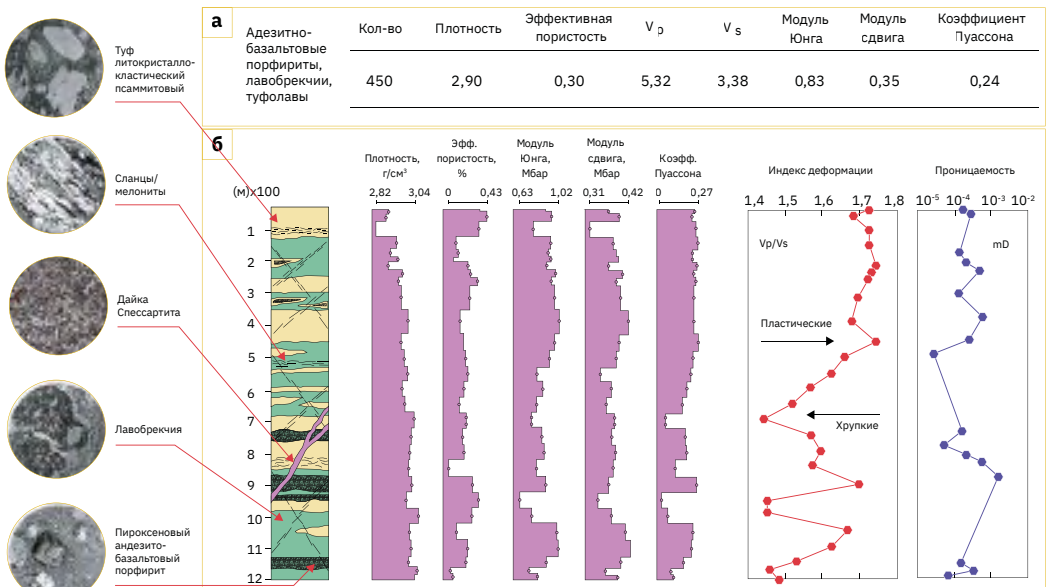 Туф
литокристалло-
кластический
псаммитовый
Сланцы/
мелониты
Дайка
Спессартита
Лавобрекчия
Пироксеновый
андезито-
базальтовый
порфирит
а
Адезитно-
базальтовые
порфириты,
лавобрекчии,
туфолавы
Кол-во
Плотность
Эффективная
пористость
V p
V s
Модуль
Юнга
Модуль
сдвига
Коэффициент
Пуассона
450
2,90
0,30
5,32
3,38
0,83
0,35
0,24
б
(м)х100
1
2
3
4
5
6
7
8
9
10
11
12
Плотность,
г/см³
2,82 3,04
Эфф.
пористость,
%
0 0,43
Модуль
Юнга,
Мбар
0,63 1,02
Модуль
сдвига,
Мбар
0,31 0,42
Коэфф.
Пуассона
0 0,27
Индекс деформации
1,4 1,5 1,6 1,7 1,8
Vp/Vs
Пластические
Хрупкие
Проницаемость
10⁻⁵ 10⁻⁴ 10⁻³ 10⁻²
mD